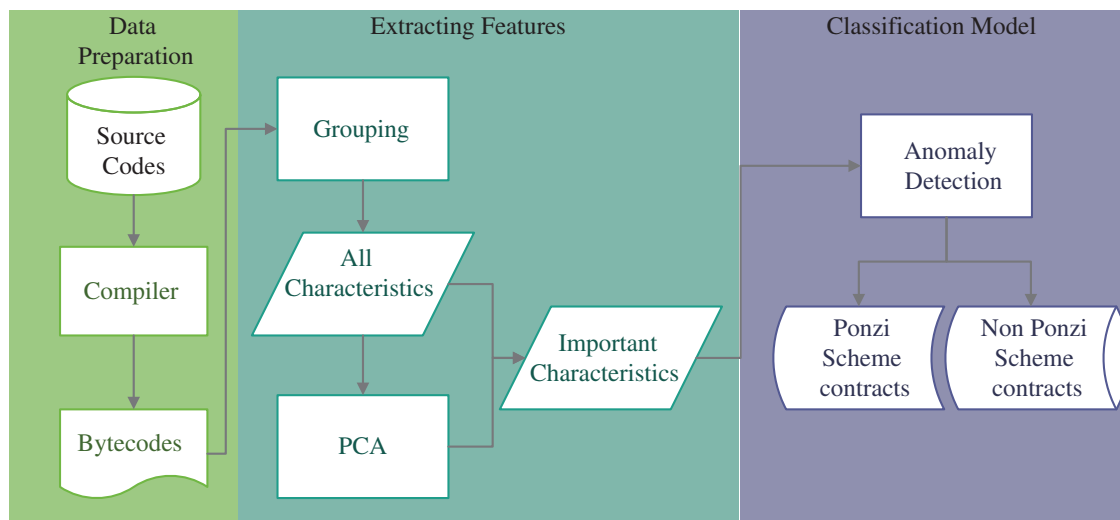 Data
Preparation
Source
Codes
Compiler
Bytecodes
Extracting Features
Grouping
All
Characteristics
PCA
Important
Characteristics
Classification Model
Anomaly
Detection
Ponzi
Scheme
contracts
Non Ponzi
Scheme
contracts